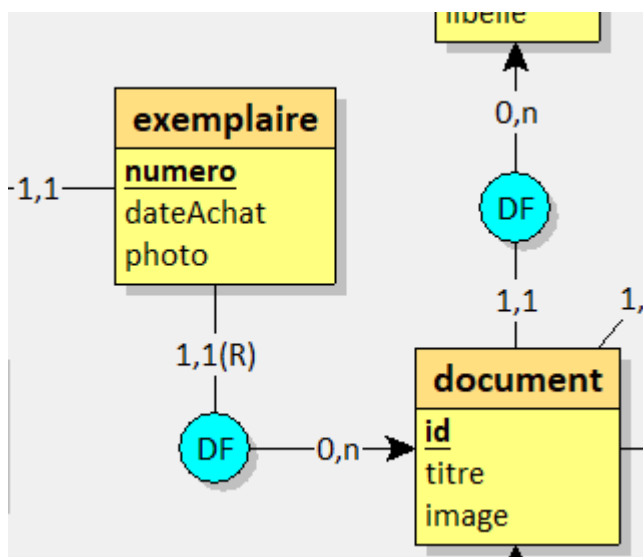 libelle
0,n
exemplaire
numero
dateAchat
photo
1,1
DF
1,1
1,
1,1(R)
document
id
titre
image
DF
0,n